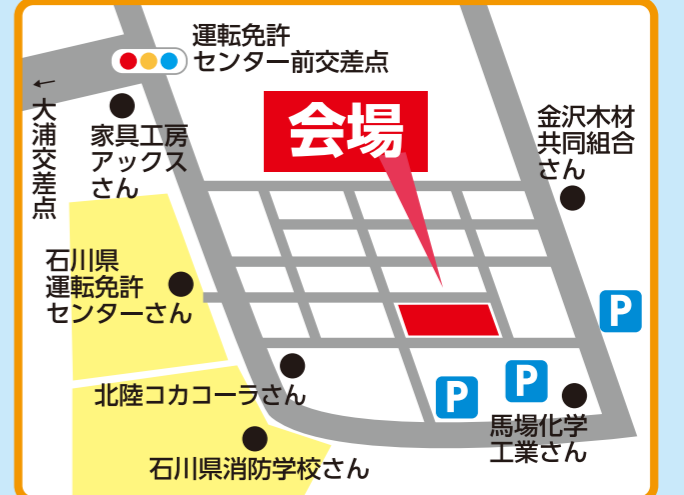 運転免許
センター前交差点
←大浦交差点
家具工房
アックス
さん
会場
金沢木材
共同組合
さん
石川県
運転免許
センターさん
P
北陸コカコーラさん
P
P
馬場化学
工業さん
石川県消防学校さん